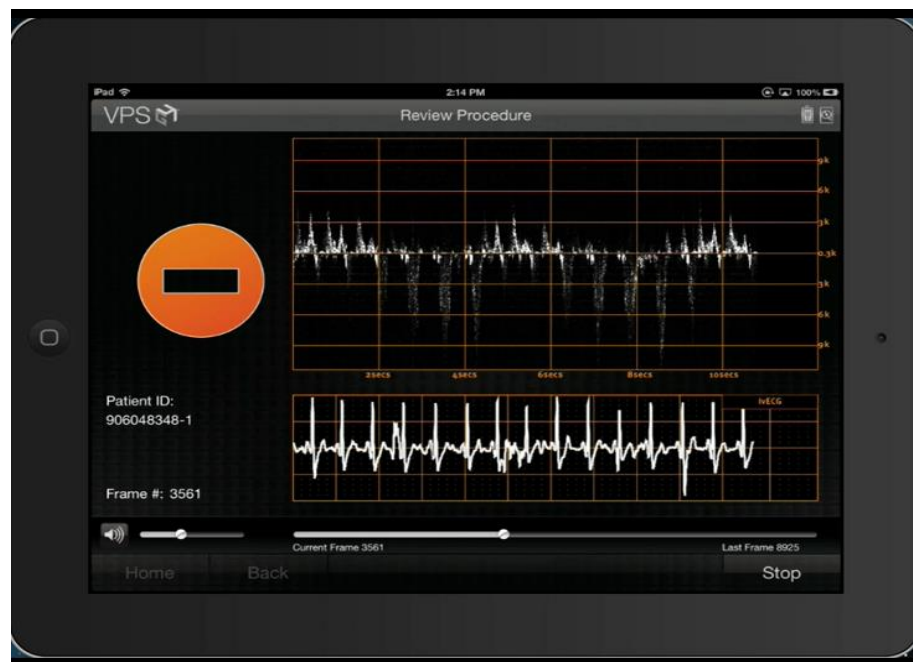 iPad
2:14 PM
100%
VPS
Review Procedure
9k
6k
3k
0.3k
3k
6k
9k
2secs
4secs
6secs
8secs
10secs
Patient ID:
906048348-1
IvECG
Frame #: 3561
Current Frame 3561
Last Frame 8925
Home
Back
Stop